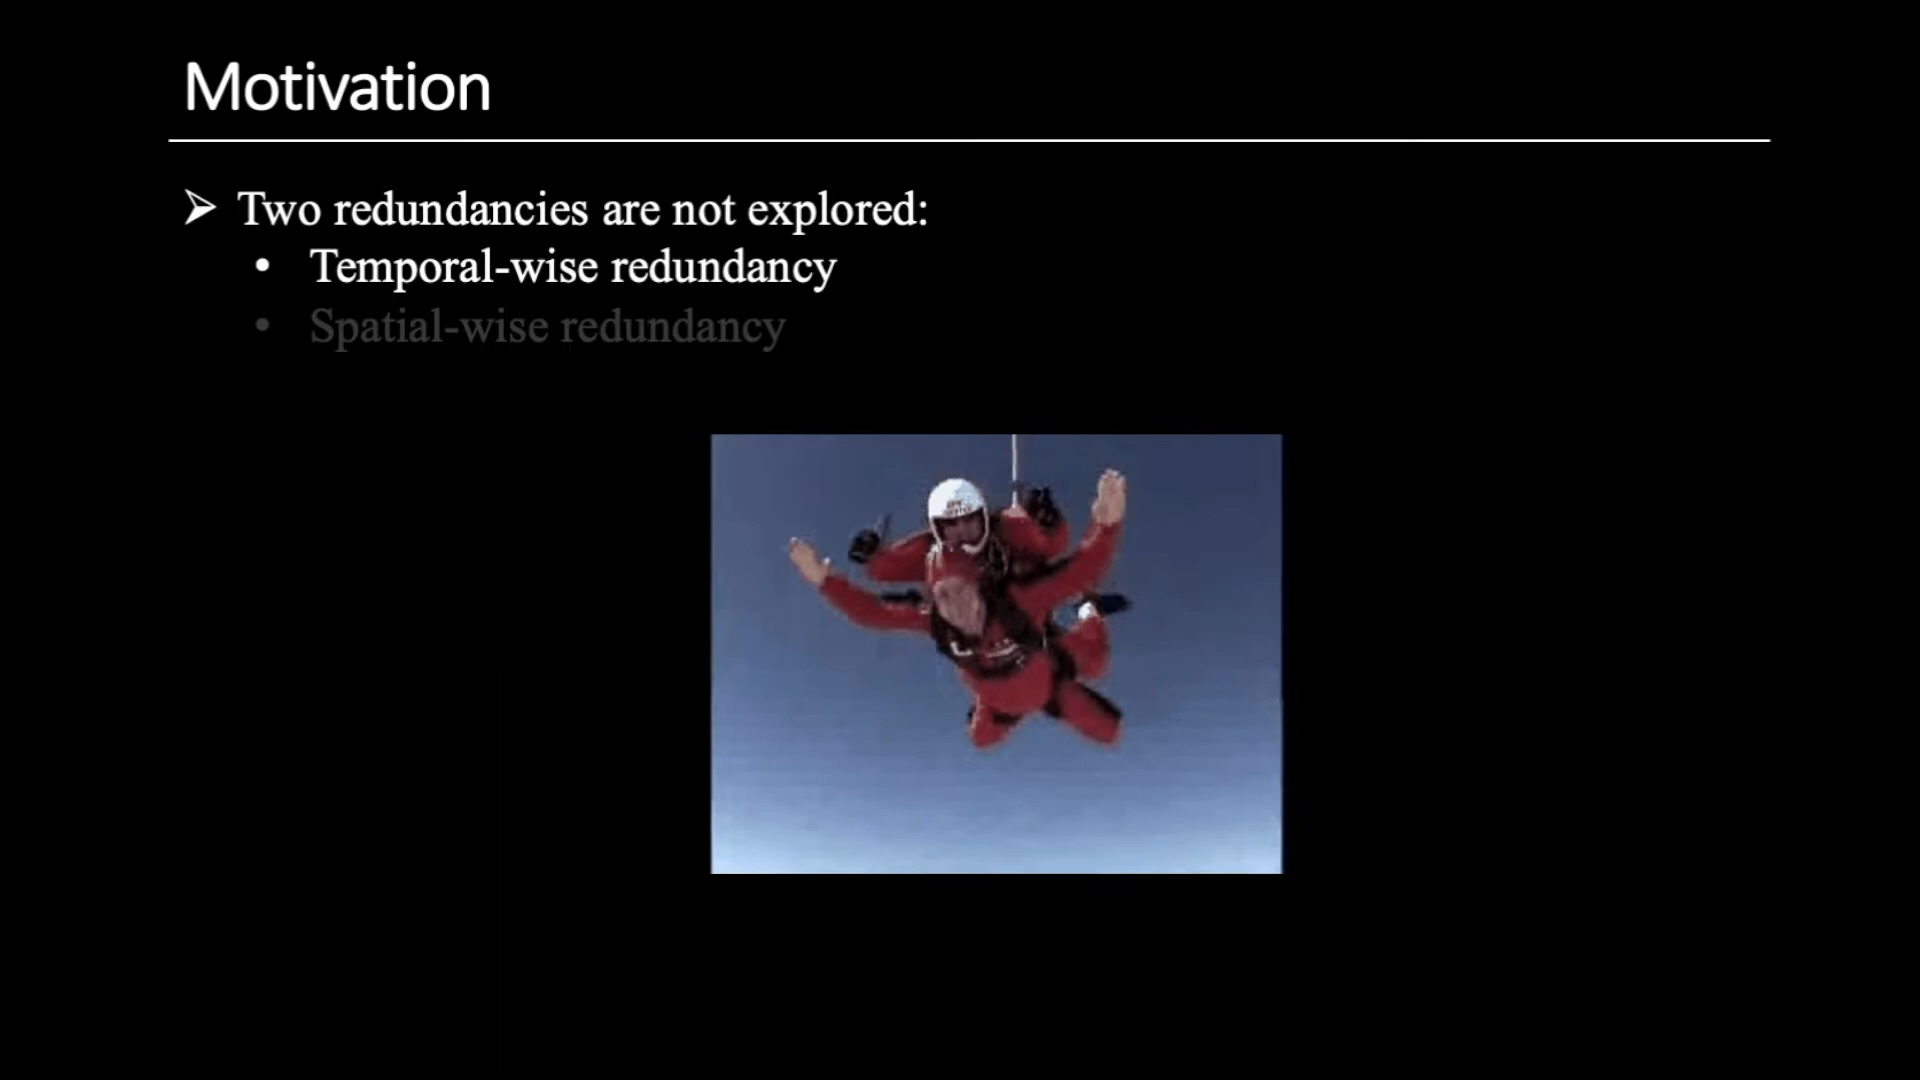 Motivation
➢ Two redundancies are not explored:
• Temporal-wise redundancy
• Spatial-wise redundancy